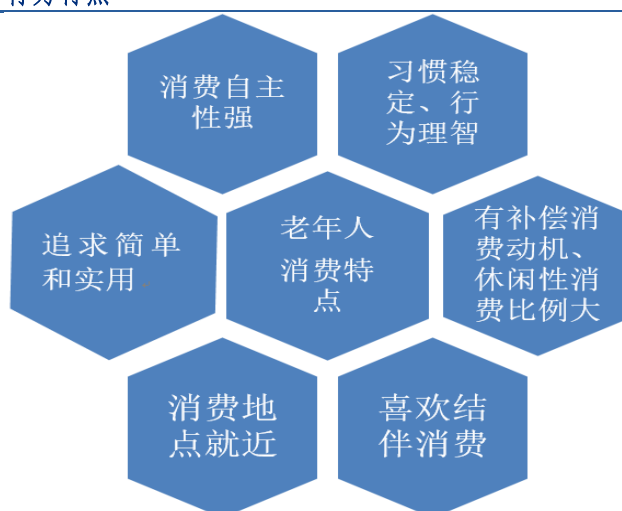 消费自主
性强
习惯稳
定、行
为理智
追求简单
和实用
老年人
消费特
点
有补偿消
费动机、
休闲性消
费比例大
消费地
点就近
喜欢结
伴消费